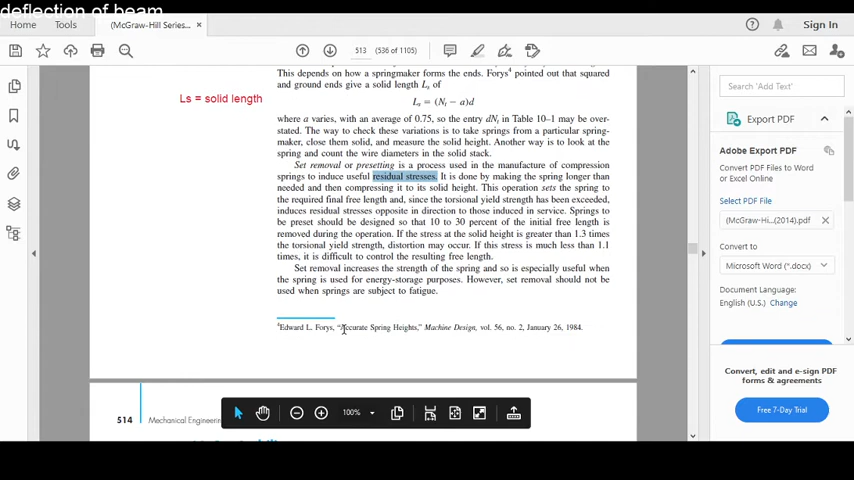 deflection of beam
Home
Tools
(McGraw-Hill Series...
×
Sign In
513
(536 of 1105)
This depends on how a springmaker forms the ends. Forys4 pointed out that squared
and ground ends give a solid length Ls of
Ls = solid length
Ls = (Nt − a)d
where a varies, with an average of 0.75, so the entry dNt in Table 10–1 may be over-
stated. The way to check these variations is to take springs from a particular spring-
maker, close them solid, and measure the solid height. Another way is to look at the
spring and count the wire diameters in the solid stack.
Set removal or presetting is a process used in the manufacture of compression
springs to induce useful residual stresses. It is done by making the spring longer than
needed and then compressing it to its solid height. This operation sets the spring to
the required final free length and, since the torsional yield strength has been exceeded,
induces residual stresses opposite in direction to those induced in service. Springs to
be preset should be designed so that 10 to 30 percent of the initial free length is
removed during the operation. If the stress at the solid height is greater than 1.3 times
the torsional yield strength, distortion may occur. If this stress is much less than 1.1
times, it is difficult to control the resulting free length.
Set removal increases the strength of the spring and so is especially useful when
the spring is used for energy-storage purposes. However, set removal should not be
used when springs are subject to fatigue.
4Edward L. Forys, “Accurate Spring Heights,” Machine Design, vol. 56, no. 2, January 26, 1984.
514
Mechanical Engineering
100%
Search 'Add Text'
Export PDF
Adobe Export PDF
Convert PDF Files to Word
or Excel Online
Select PDF File
(McGraw-Hi...(2014).pdf
Convert to
Microsoft Word (*.docx)
Document Language:
English (U.S.) Change
Convert, edit and e-sign PDF
forms & agreements
Free 7-Day Trial